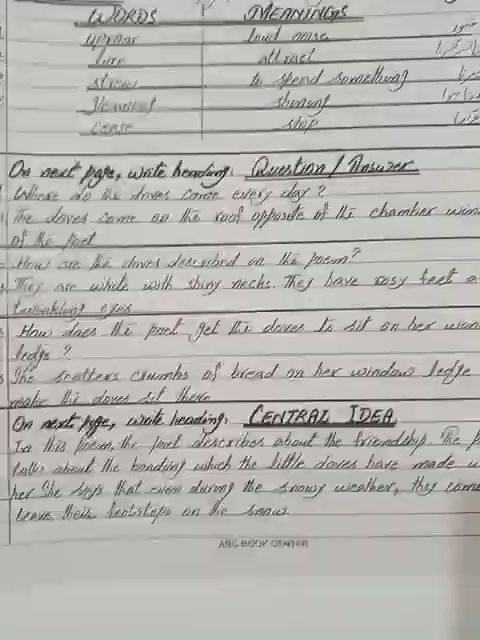 WORDS MEANINGS
uproar loud noise
lure attract
strew to spend something
gleaming shining
cease stop
On next page, write heading: Question / Answer
Where do the doves come every day?
The doves come on the roof opposite of the chamber
of the poet
How are the doves described on the poem?
They are white with shiny necks. They have rosy feet
twinkling eyes
How does the poet get the doves to sit on her
ledge?
She scatters crumbs of bread on her window ledge
make the doves sit there
On next page, write heading: CENTRAL IDEA
In this poem, the poet describes about the friendship. The
talks about the bonding which the little doves have made
her She says that even during the snowy weather, they
leave their footsteps on the snow
ABC BOOK CENTER